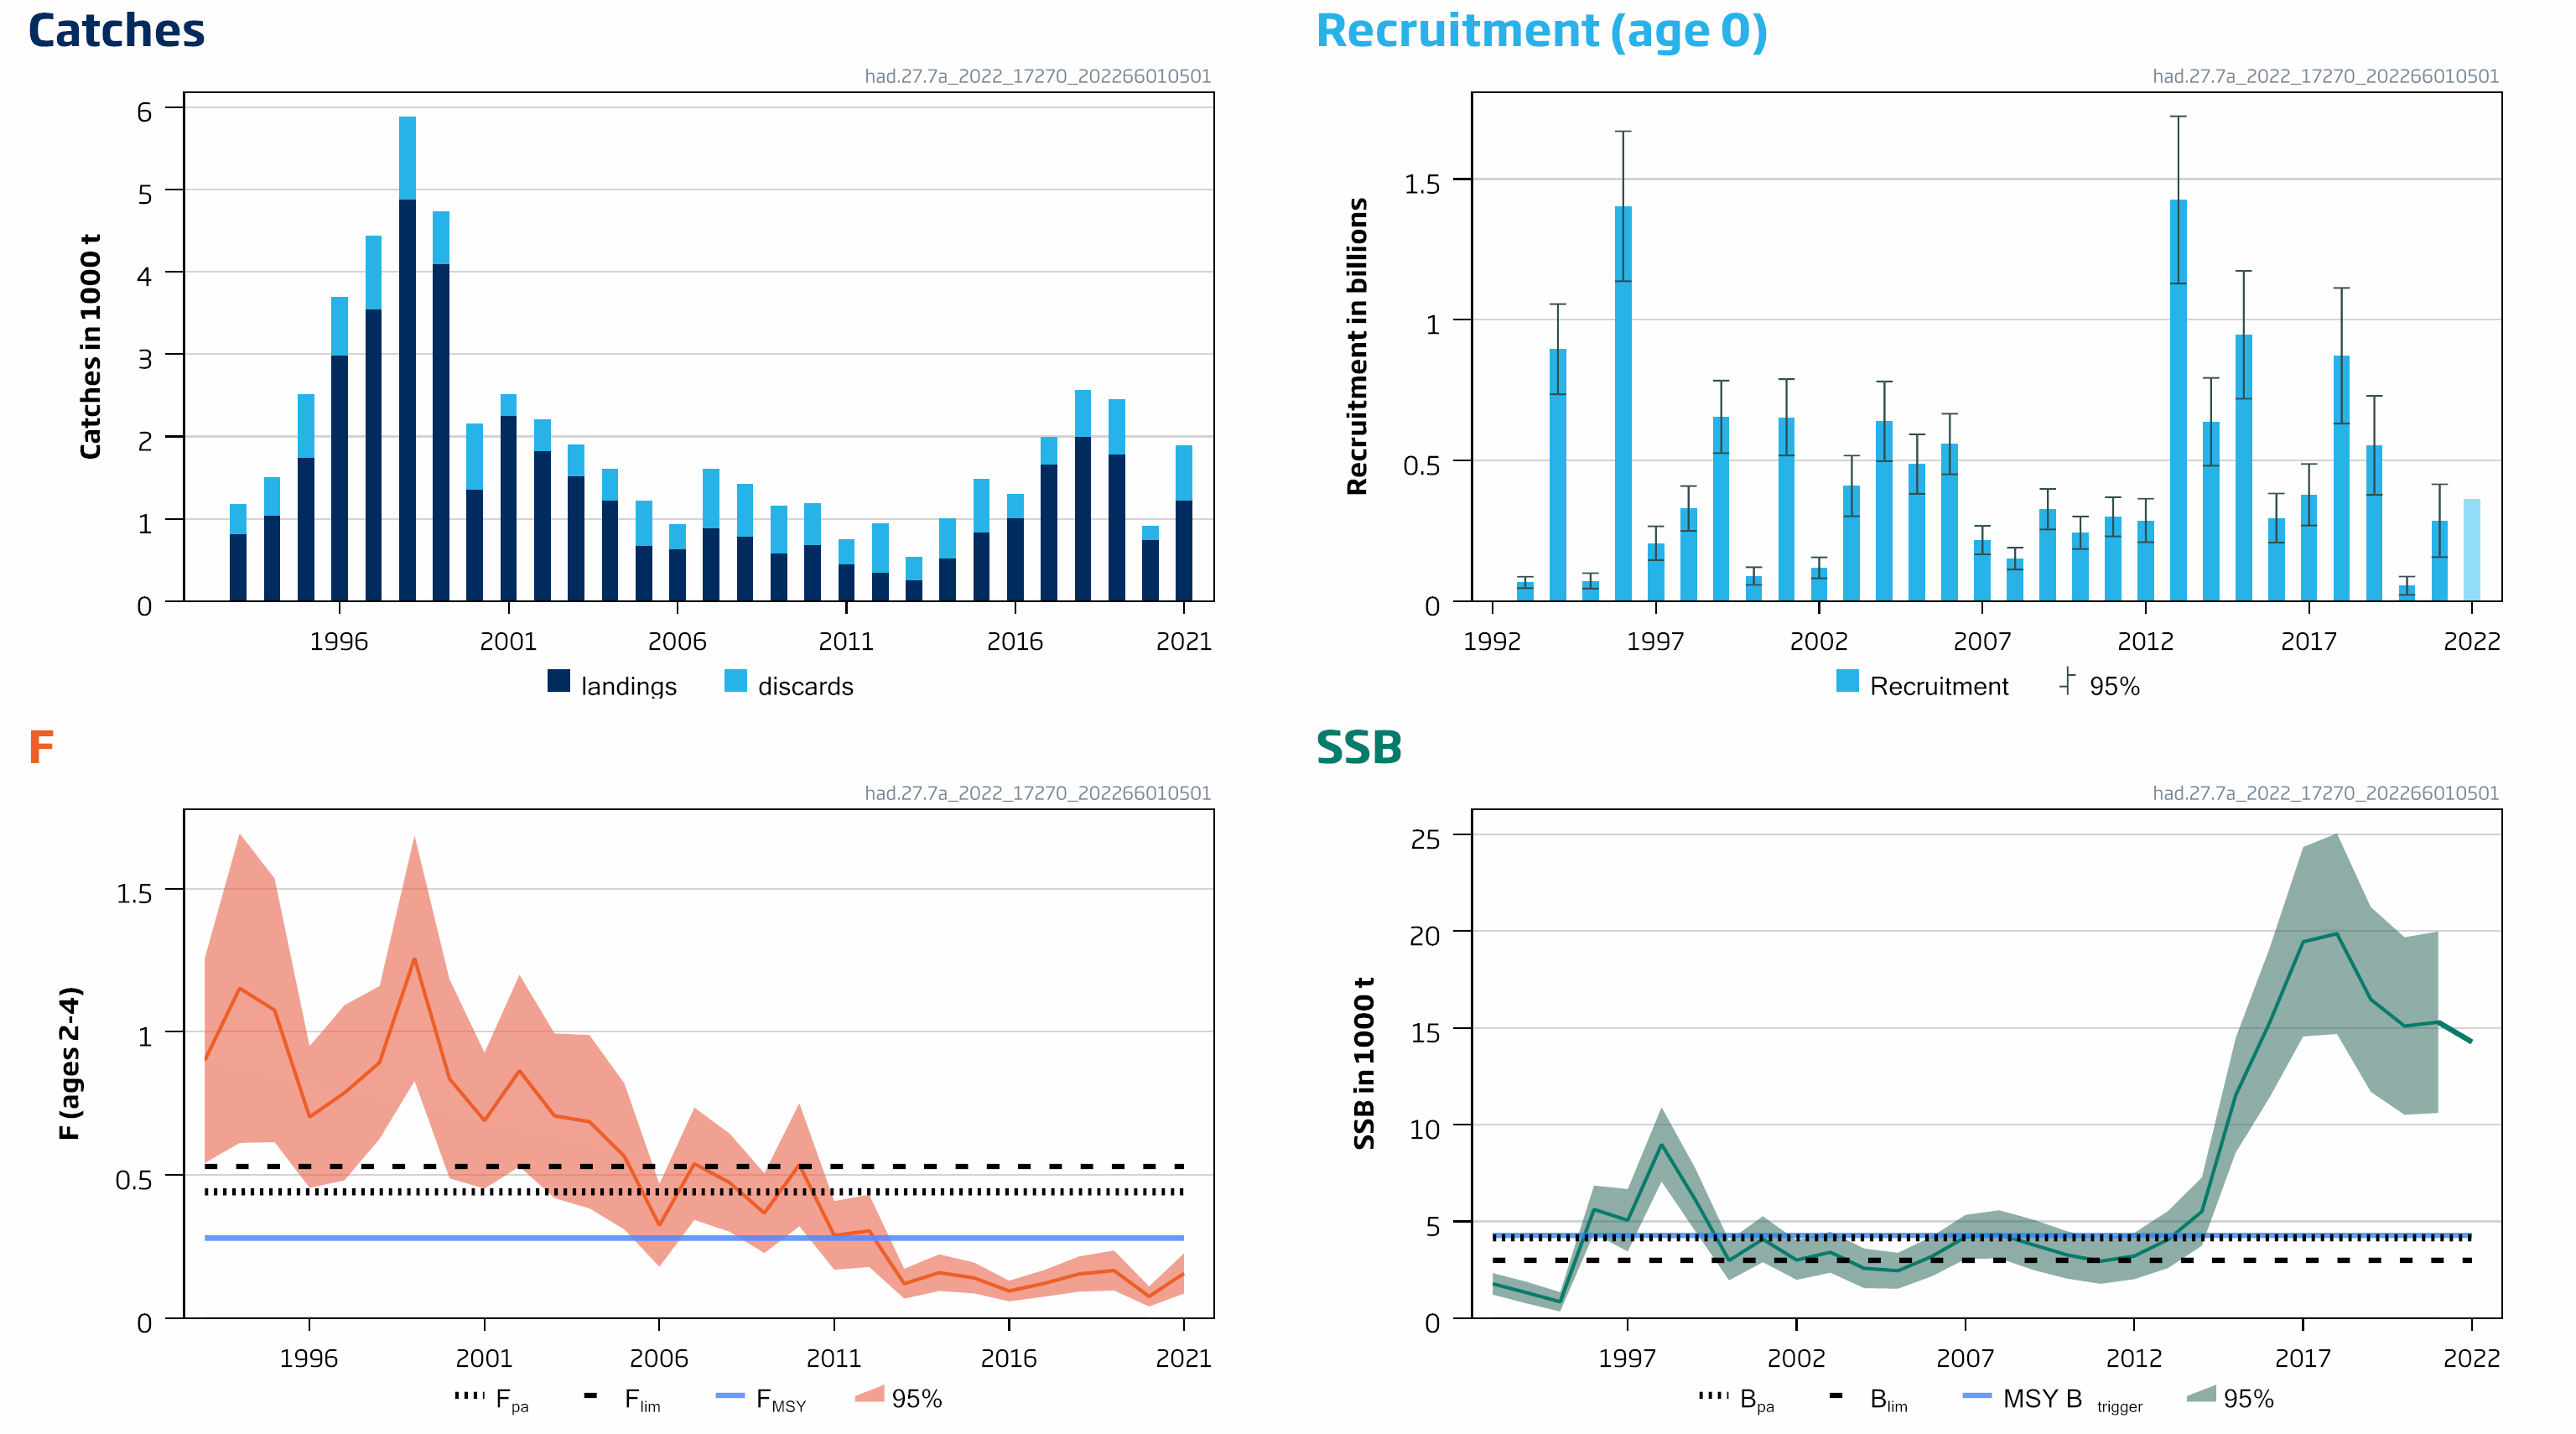 Catches
had.27.7a_2022_17270_202266010501
Catches in 1000 t
6
5
4
3
2
1
0
1996 2001 2006 2011 2016 2021
landings discards
Recruitment (age 0)
had.27.7a_2022_17270_202266010501
Recruitment in billions
1.5
1
0.5
0
1992 1997 2002 2007 2012 2017 2022
Recruitment 95%
F
had.27.7a_2022_17270_202266010501
F (ages 2-4)
1.5
1
0.5
0
1996 2001 2006 2011 2016 2021
Fpa Flim FMSY 95%
SSB
had.27.7a_2022_17270_202266010501
SSB in 1000 t
25
20
15
10
5
0
1997 2002 2007 2012 2017 2022
Bpa Blim MSY B trigger 95%